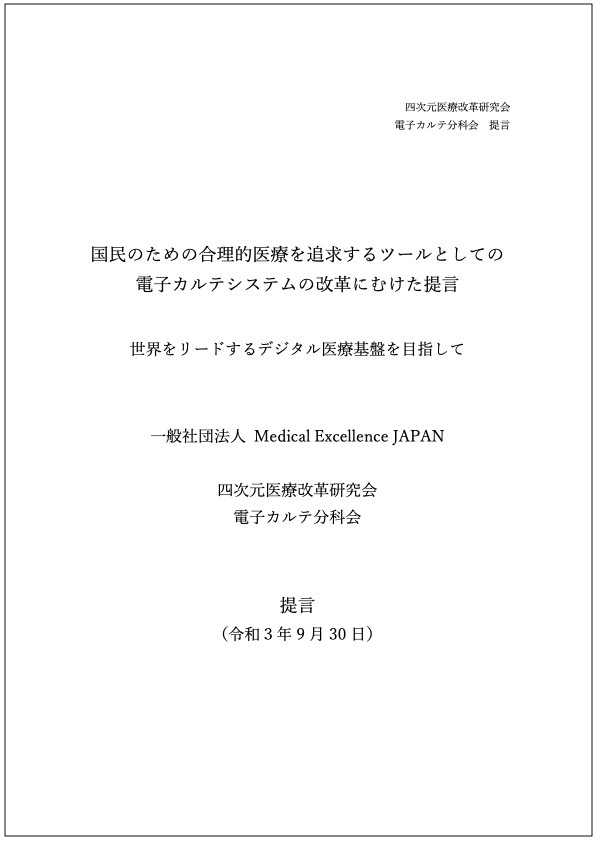 四次元医療改革研究会
電子カルテ分科会　提言
国民のための合理的医療を追求するツールとしての
電子カルテシステムの改革にむけた提言
世界をリードするデジタル医療基盤を目指して
一般社団法人 Medical Excellence JAPAN
四次元医療改革研究会
電子カルテ分科会
提言
（令和３年９月30日）